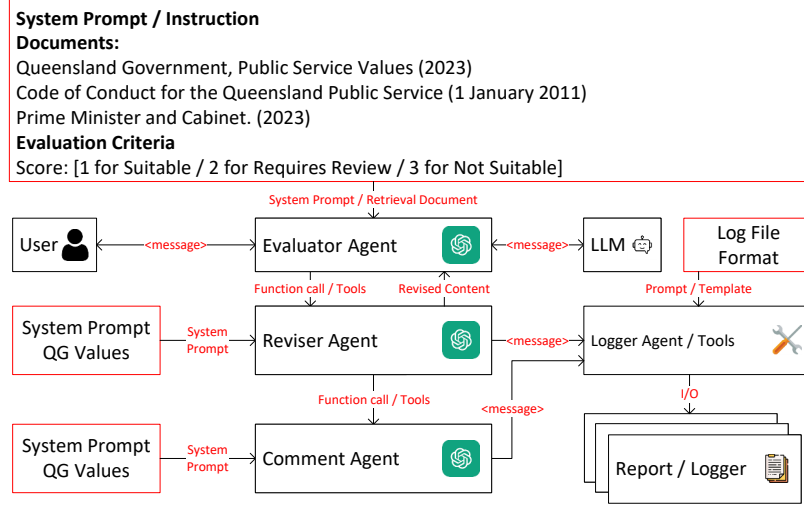 System Prompt / Instruction
Documents:
Queensland Government, Public Service Values (2023)
Code of Conduct for the Queensland Public Service (1 January 2011)
Prime Minister and Cabinet. (2023)
Evaluation Criteria
Score: [1 for Suitable / 2 for Requires Review / 3 for Not Suitable]
System Prompt / Retrieval Document
User
<message>
Evaluator Agent
<message>
LLM
Log File
Format
Function call / Tools
Revised Content
Prompt / Template
System Prompt
QG Values
System
Prompt
Reviser Agent
<message>
Logger Agent / Tools
Function call / Tools
<message>
I/O
System Prompt
QG Values
System
Prompt
Comment Agent
Report / Logger